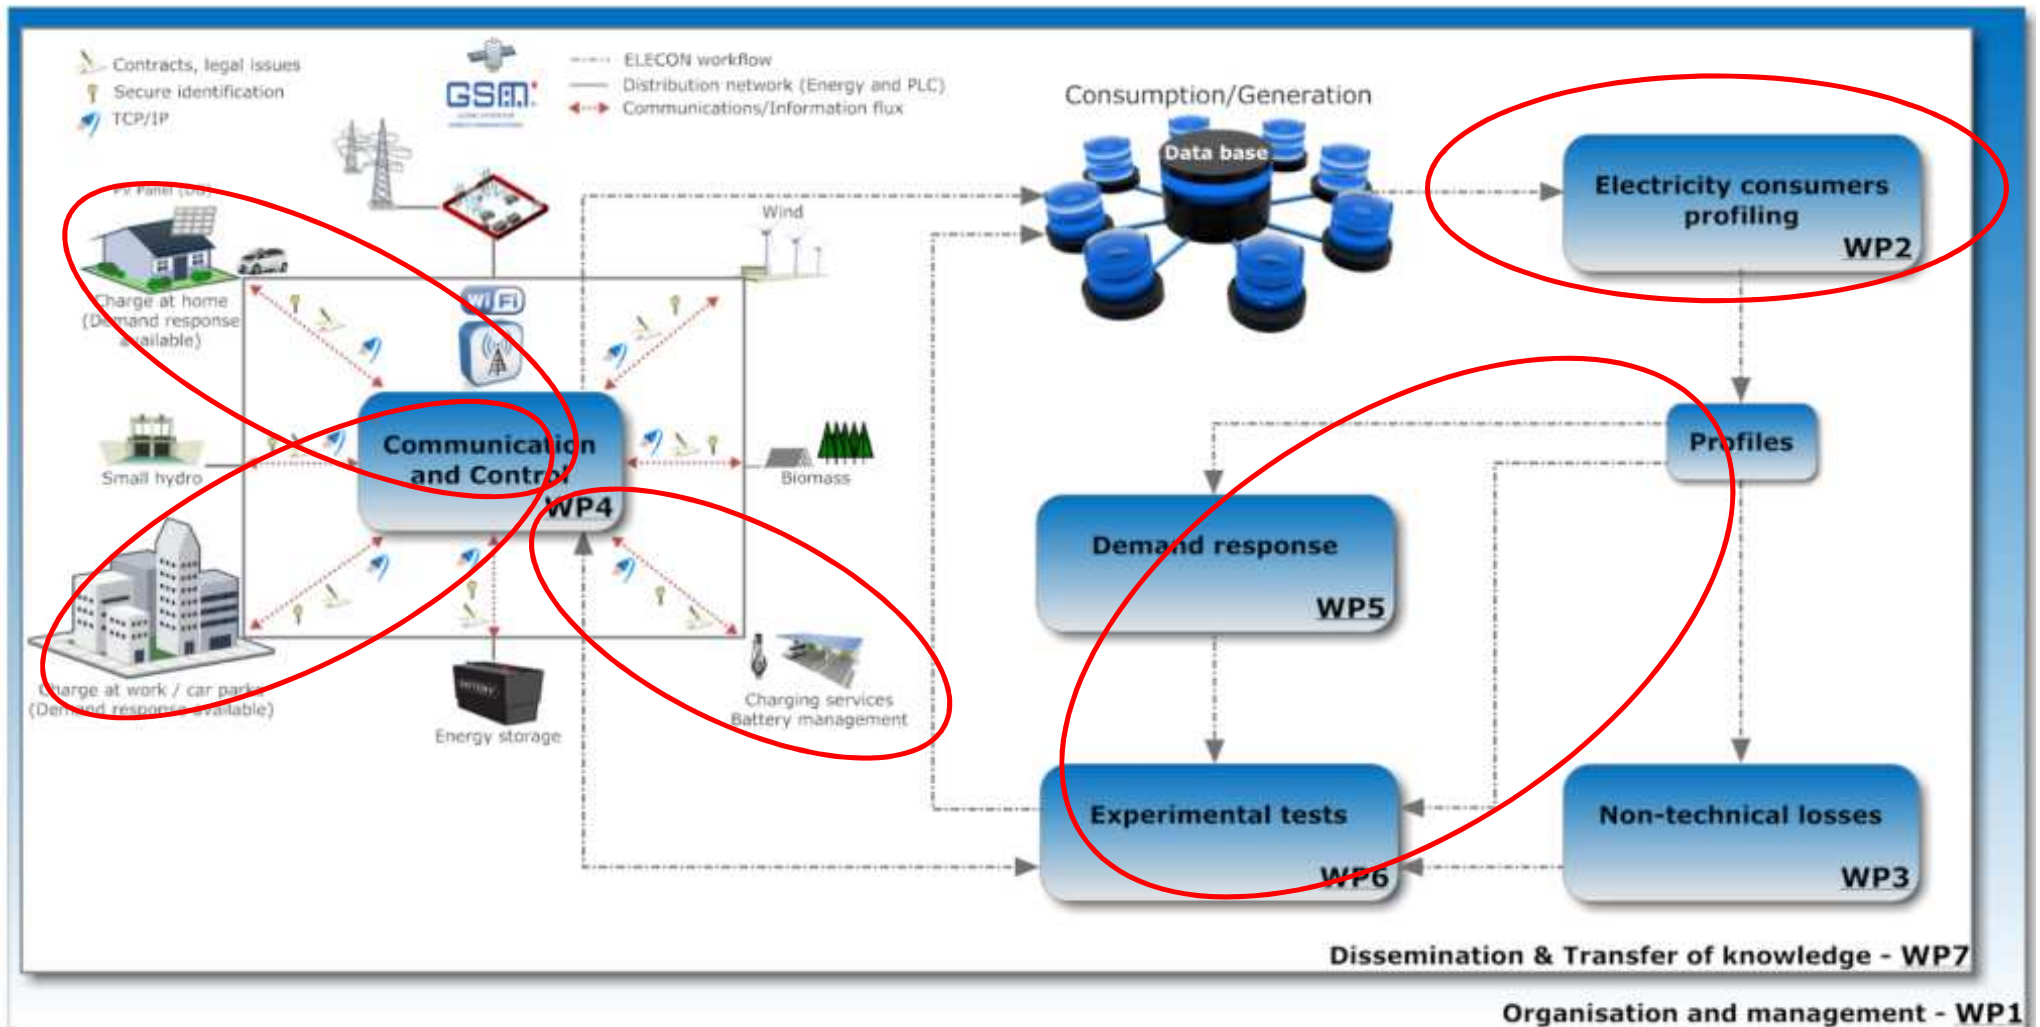 Contracts, legal issues
Secure identification
TCP/IP
GSM
ELECON workflow
Distribution network (Energy and PLC)
Communications/Information flux
PV Panel (DG)
Charge at home
(Demand response
available)
Wi Fi
Wind
Small hydro
Communication
and Control
WP4
Biomass
Charge at work / car parks
(Demand response available)
BATTERY
Energy storage
Charging services
Battery management
Consumption/Generation
Data base
Electricity consumers
profiling
WP2
Profiles
Demand response
WP5
Experimental tests
WP6
Non-technical losses
WP3
Dissemination & Transfer of knowledge - WP7
Organisation and management - WP1